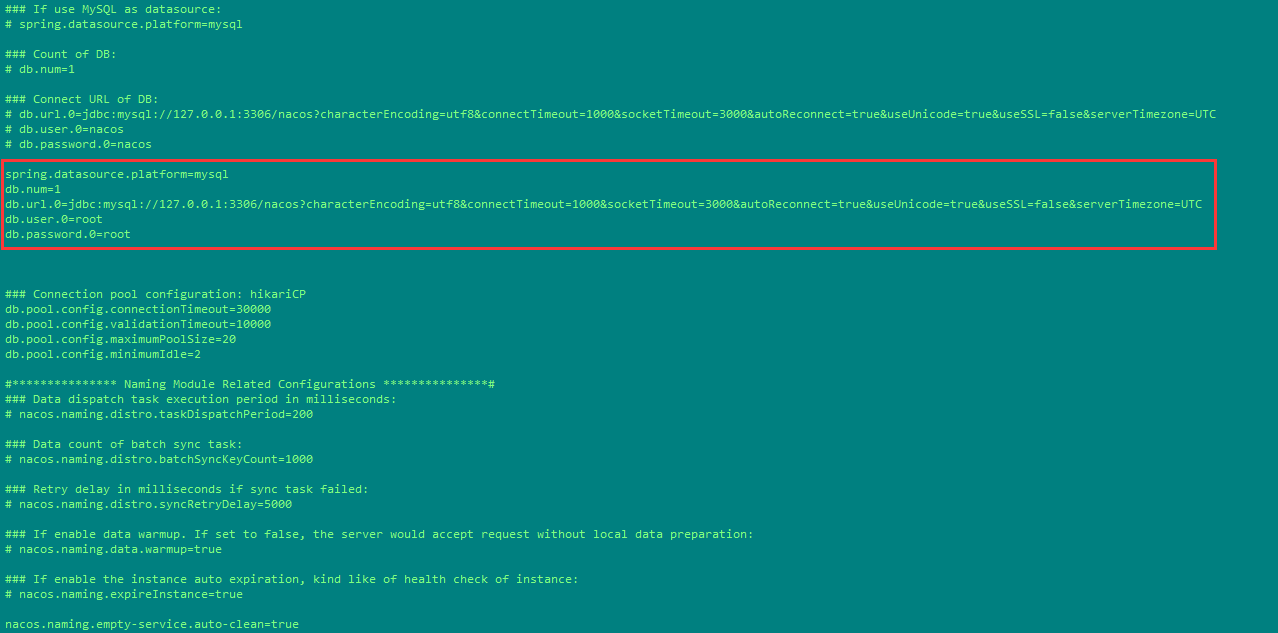 ### If use MySQL as datasource:
# spring.datasource.platform=mysql
### Count of DB:
# db.num=1
### Connect URL of DB:
# db.url.0=jdbc:mysql://127.0.0.1:3306/nacos?characterEncoding=utf8&connectTimeout=1000&socketTimeout=3000&autoReconnect=true&useUnicode=true&useSSL=false&serverTimezone=UTC
# db.user.0=nacos
# db.password.0=nacos
spring.datasource.platform=mysql
db.num=1
db.url.0=jdbc:mysql://127.0.0.1:3306/nacos?characterEncoding=utf8&connectTimeout=1000&socketTimeout=3000&autoReconnect=true&useUnicode=true&useSSL=false&serverTimezone=UTC
db.user.0=root
db.password.0=root
### Connection pool configuration: hikariCP
db.pool.config.connectionTimeout=30000
db.pool.config.validationTimeout=10000
db.pool.config.maximumPoolSize=20
db.pool.config.minimumIdle=2
#*************** Naming Module Related Configurations ***************#
### Data dispatch task execution period in milliseconds:
# nacos.naming.distro.taskDispatchPeriod=200
### Data count of batch sync task:
# nacos.naming.distro.batchSyncKeyCount=1000
### Retry delay in milliseconds if sync task failed:
# nacos.naming.distro.syncRetryDelay=5000
### If enable data warmup. If set to false, the server would accept request without local data preparation:
# nacos.naming.data.warmup=true
### If enable the instance auto expiration, kind like of health check of instance:
# nacos.naming.expireInstance=true
nacos.naming.empty-service.auto-clean=true